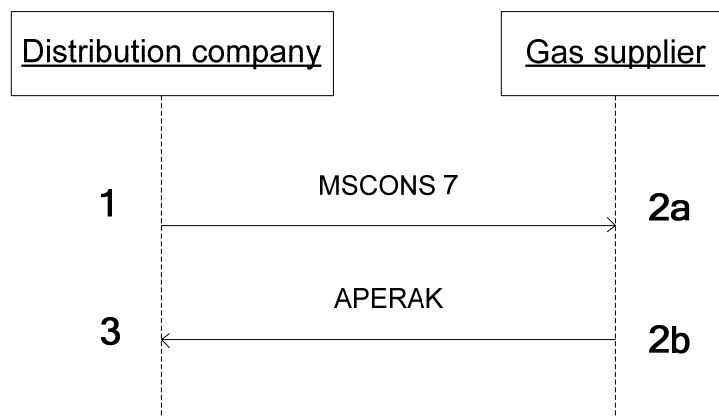 Distribution company
Gas supplier
MSCONS 7
1
2a
APERAK
3
2b